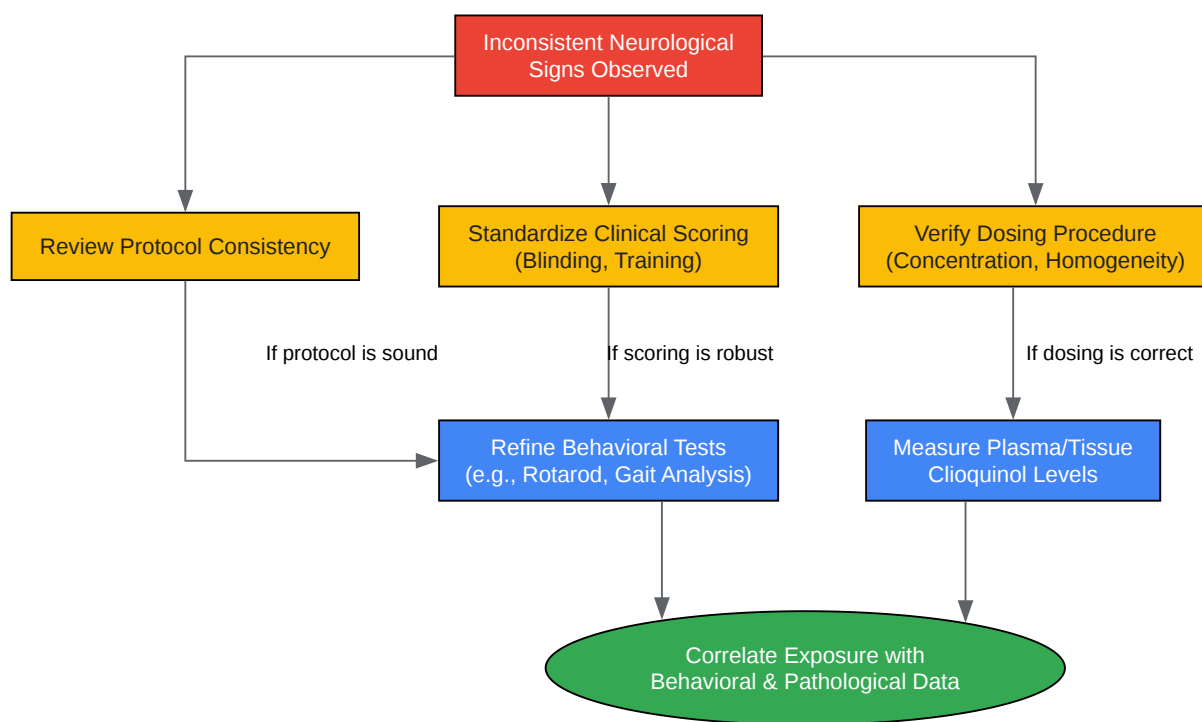 Inconsistent Neurological
Signs Observed
Review Protocol Consistency
Standardize Clinical Scoring
(Blinding, Training)
Verify Dosing Procedure
(Concentration, Homogeneity)
If protocol is sound
If scoring is robust
If dosing is correct
Refine Behavioral Tests
(e.g., Rotarod, Gait Analysis)
Measure Plasma/Tissue
Clioquinol Levels
Correlate Exposure with
Behavioral & Pathological Data